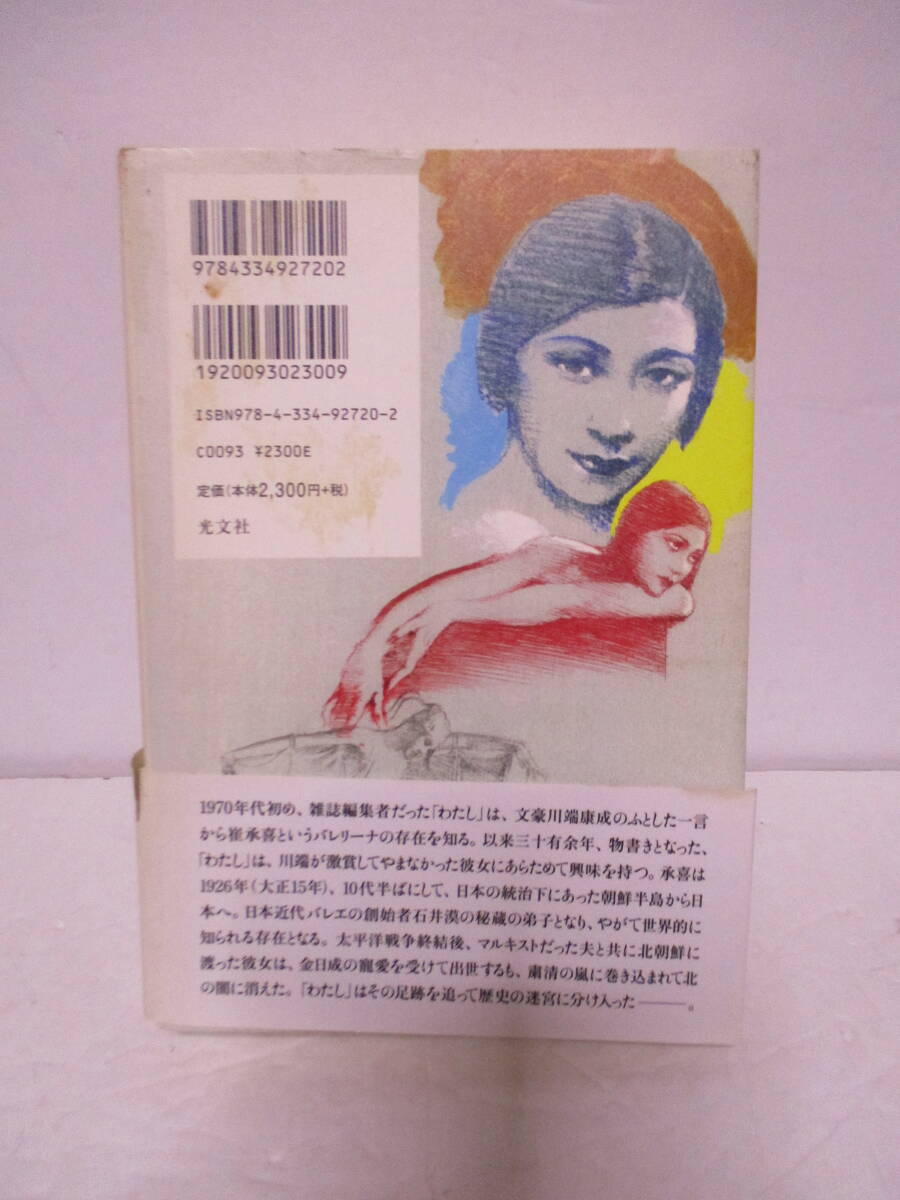 9784334927202
1920093023009
ISBN978-4-334-92720-2
C0093 ¥2300E
定価(本体2,300円+税)
光文社
1970年代初め、雑誌編集者だった「わたし」は、文豪川端康成のふとした一言
から崔承喜というバレリーナの存在を知る。以来三十有余年、物書きとなった、
「わたし」は、川端が激賞してやまなかった彼女にあらためて興味を持つ。承喜は
1926年(大正15年)、10代半ばにして、日本の統治下にあった朝鮮半島から日
本へ。日本近代バレエの創始者石井漠の秘蔵の弟子となり、やがて世界的に
知られる存在となる。太平洋戦争終結後、マルキストだった夫と共に北朝鮮に
渡った彼女は、金日成の寵愛を受けて出世するも、粛清の嵐に巻き込まれて北
の闇に消えた。「わたし」はその足跡を追って歴史の迷宮に分け入った――。